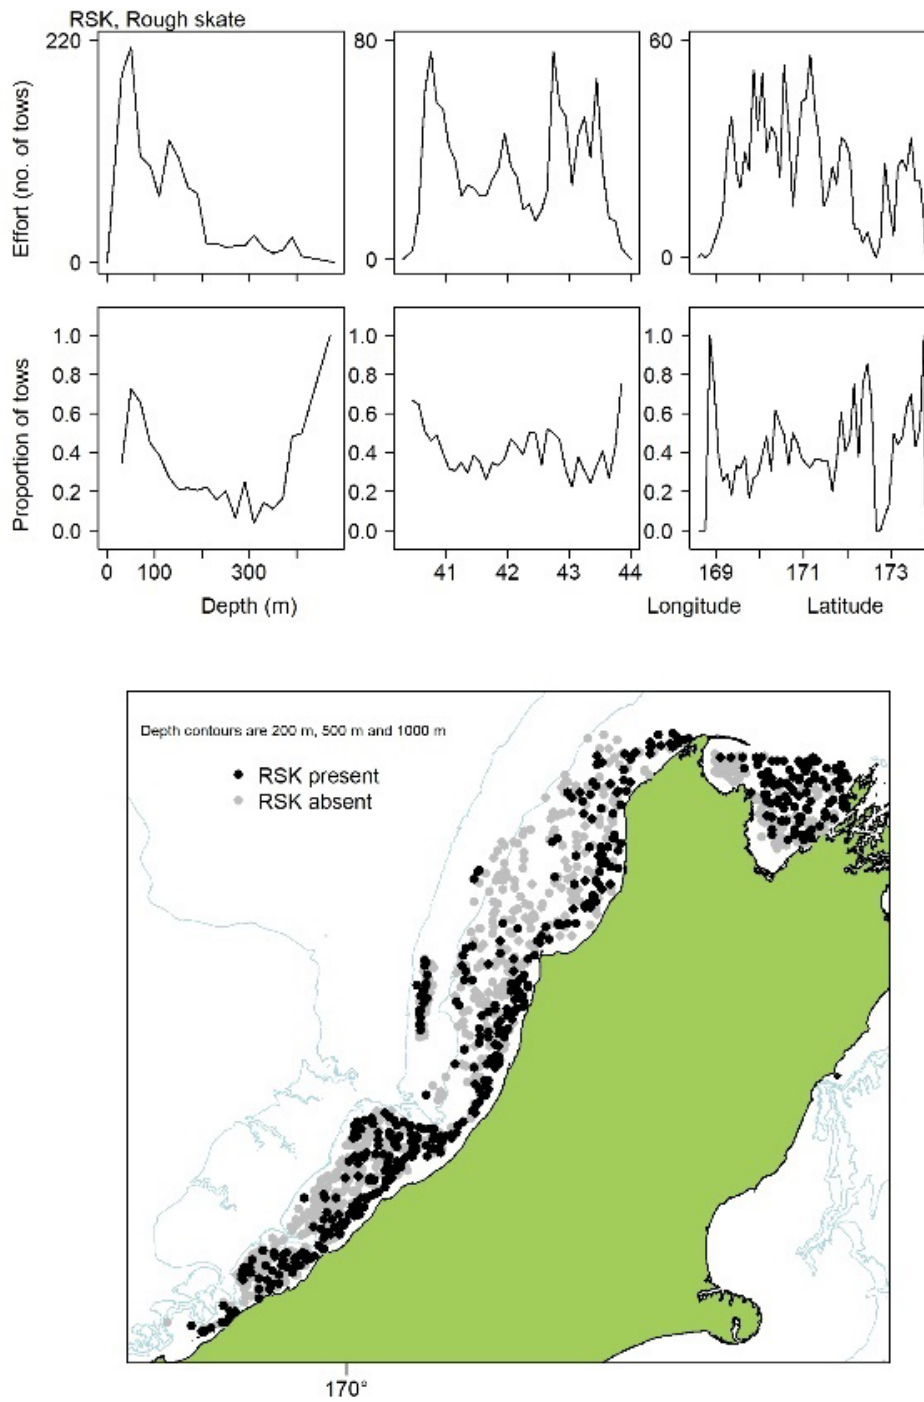 RSK, Rough skate
Effort (no. of tows)
220
0
80
0
60
0
Proportion of tows
1.0
0.8
0.6
0.4
0.2
0.0
1.0
0.8
0.6
0.4
0.2
0.0
1.0
0.8
0.6
0.4
0.2
0.0
0 100 300
41 42 43 44
169 171 173
Depth (m)
Longitude
Latitude
Depth contours are 200 m, 500 m and 1000 m
RSK present
RSK absent
170°